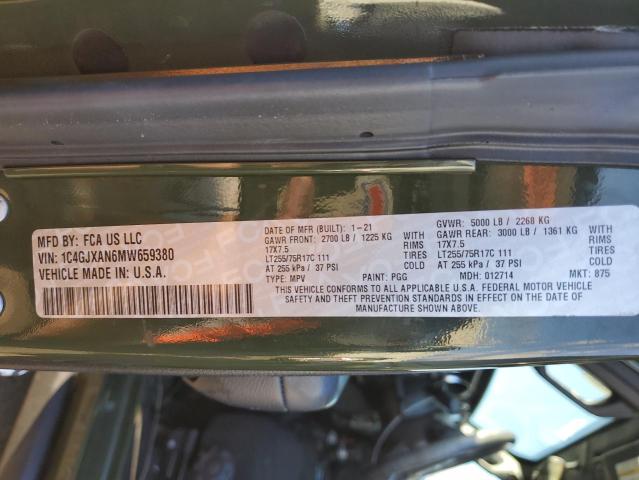 MFD BY: FCA US LLC
VIN: 1C4GJXAN6MW659380
VEHICLE MADE IN U.S.A.
DATE OF MFR (BUILT): 1-21
GAWR FRONT: 2700 LB / 1225 KG
17X7.5 RIMS
LT255/75R17C 111 TIRES
AT 255 kPa / 37 PSI
TYPE: MPV PAINT: PGG
GVWR: 5000 LB / 2268 KG
GAWR REAR: 3000 LB / 1361 KG
17X7.5 RIMS
LT255/75R17C 111 TIRES
AT 255 kPa / 37 PSI
MDH: 012714 MKT: 875
THIS VEHICLE CONFORMS TO ALL APPLICABLE U.S.A. FEDERAL MOTOR VEHICLE
SAFETY AND THEFT PREVENTION STANDARDS IN EFFECT ON THE DATE OF
MANUFACTURE SHOWN ABOVE.